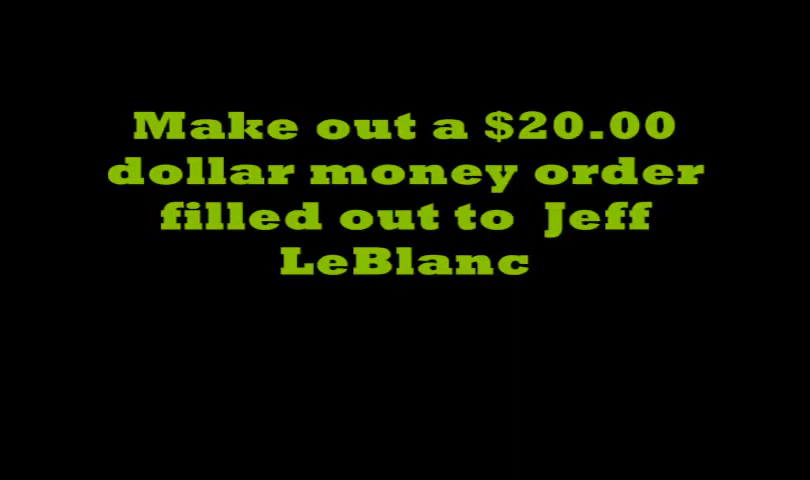 Make out a $20.00
dollar money order
filled out to  Jeff
LeBlanc